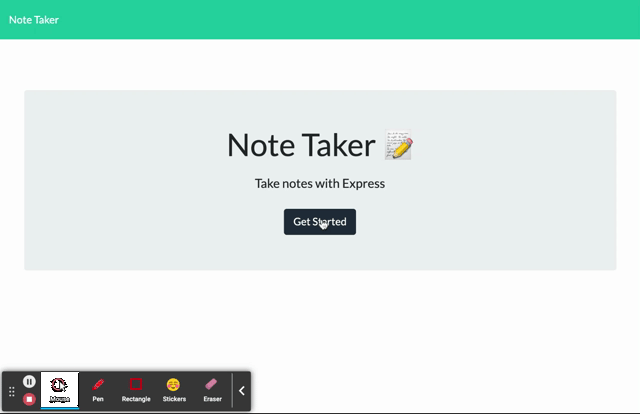 Note Taker
Note Taker
Take notes with Express
Get Started
Mouse
Pen
Rectangle
Stickers
Eraser